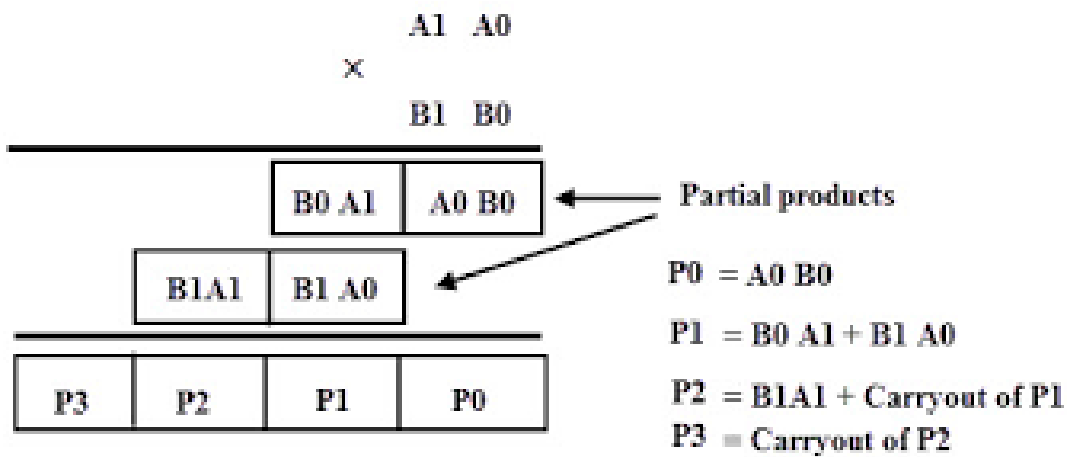 A1 A0
×
B1 B0
B0 A1 A0 B0
Partial products
B1A1 B1 A0
P0 = A0 B0
P1 = B0 A1 + B1 A0
P3 P2 P1 P0
P2 = B1A1 + Carryout of P1
P3 = Carryout of P2